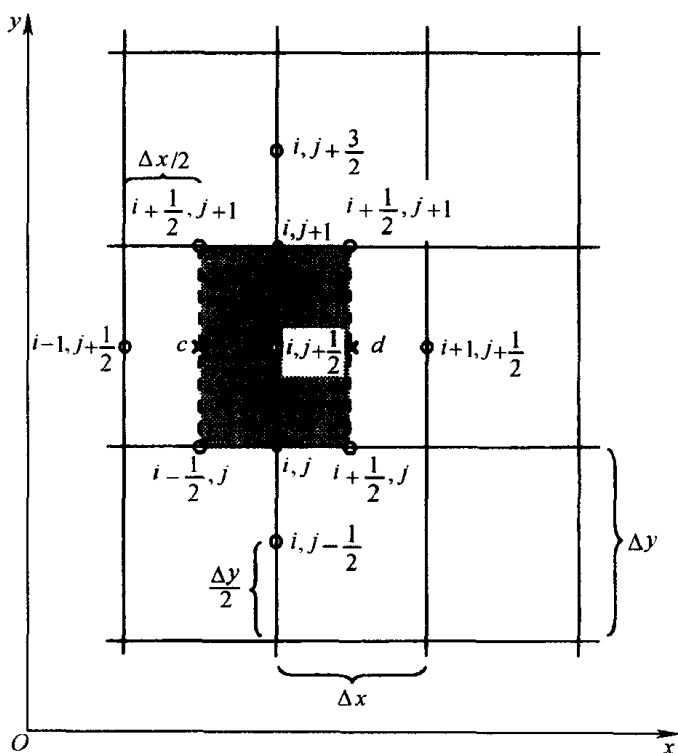 y
i, j + 3/2
Δx/2
i + 1/2, j+1
i + 1/2, j+1
i, j+1
i−1, j+1/2
c
i, j+1/2
d
i+1, j+1/2
i − 1/2, j
i, j
i + 1/2, j
i, j − 1/2
Δy
Δy/2
Δx
O
x